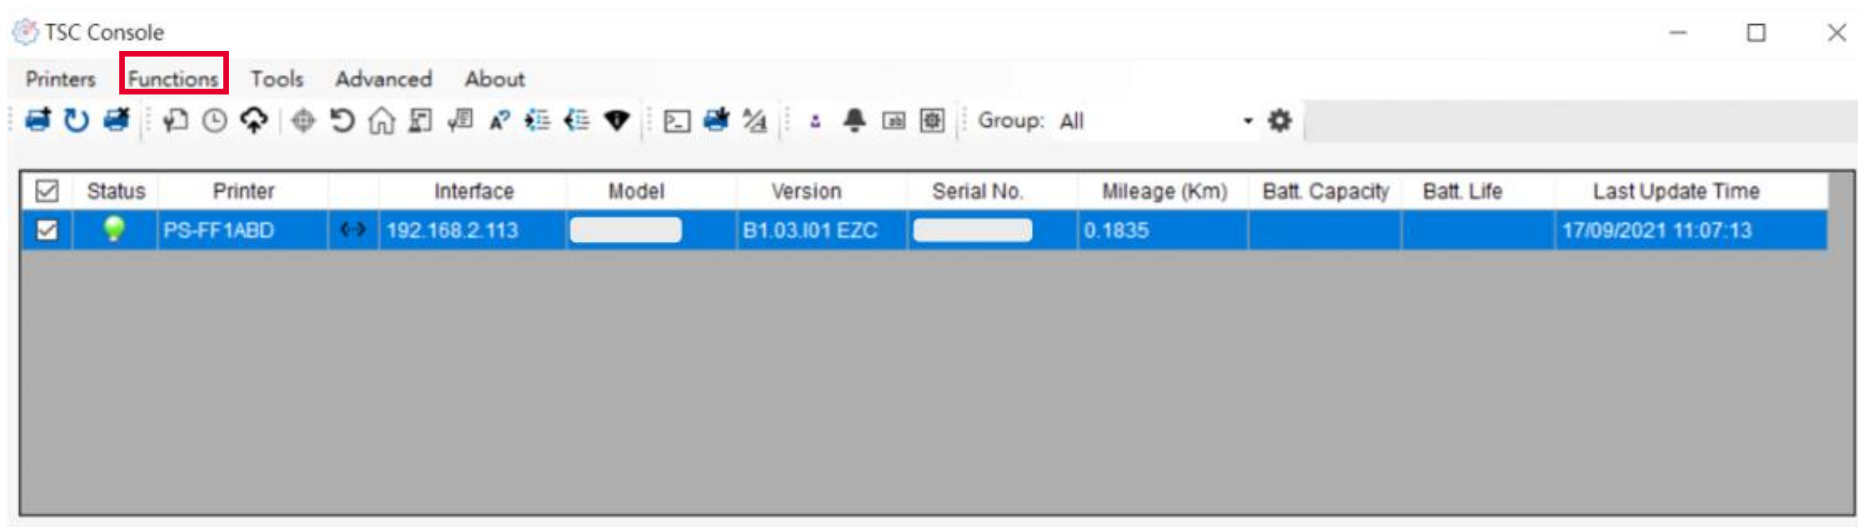 TSC Console
Printers Functions Tools Advanced About
Group: All
Status Printer Interface Model Version Serial No. Mileage (Km) Batt. Capacity Batt. Life Last Update Time
PS-FF1ABD 192.168.2.113 B1.03.I01 EZC 0.1835 17/09/2021 11:07:13